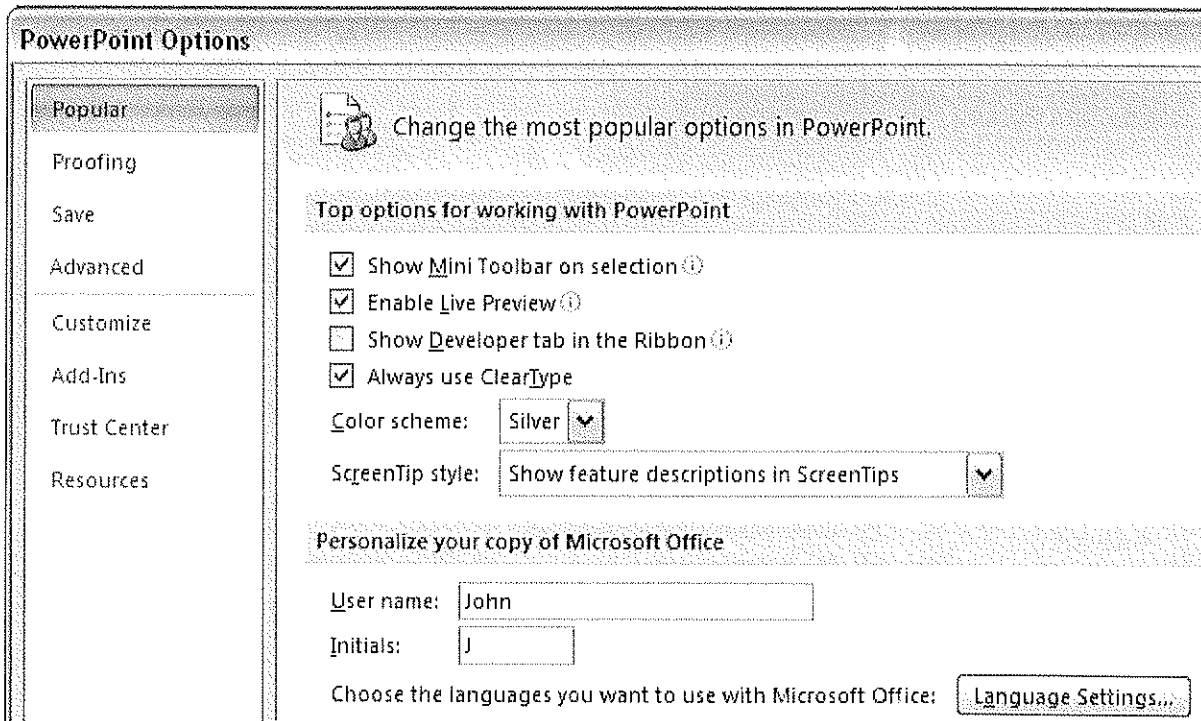 PowerPoint Options
Popular
Proofing
Save
Advanced
Customize
Add-Ins
Trust Center
Resources
Change the most popular options in PowerPoint.
Top options for working with PowerPoint
Show Mini Toolbar on selection
Enable Live Preview
Show Developer tab in the Ribbon
Always use ClearType
Color scheme: Silver
ScreenTip style: Show feature descriptions in ScreenTips
Personalize your copy of Microsoft Office
User name: John
Initials: J
Choose the languages you want to use with Microsoft Office: Language Settings...